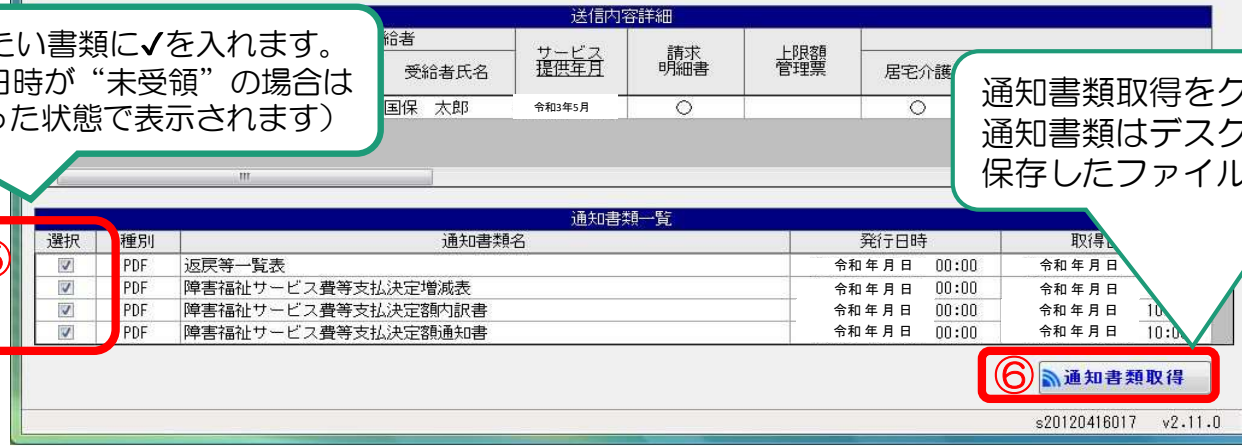 送信内容詳細
たい書類に✓を入れます。
日時が“未受領”の場合は
った状態で表示されます）
給者
受給者氏名
サービス
提供年月
請求
明細書
上限額
管理票
居宅介護
国保 太郎 令和3年5月 ○ ○
通知書類取得をク
通知書類はデスク
保存したファイル
通知書類一覧
選択 種別 通知書類名 発行日時 取得
PDF 返戻等一覧表 令和 年 月 日 00:00 令和 年 月 日
PDF 障害福祉サービス費等支払決定増減表 令和 年 月 日 00:00 令和 年 月 日
PDF 障害福祉サービス費等支払決定額内訳書 令和 年 月 日 00:00 令和 年 月 日 10
PDF 障害福祉サービス費等支払決定額通知書 令和 年 月 日 00:00 令和 年 月 日 10:0
⑥ 通知書類取得
s20120416017 v2.11.0